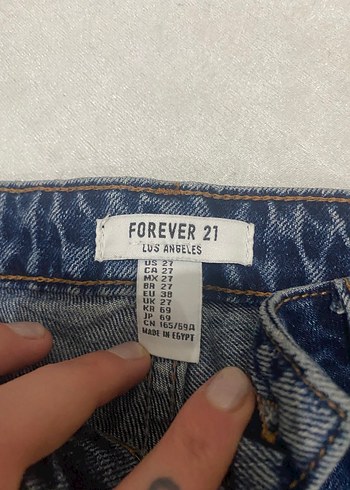 FOREVER 21
LOS ANGELES
US 27
CA 27
MX 27
BR 27
EU 38
UK 27
KR 69
JP 69
CN 165/69A
MADE IN EGYPT